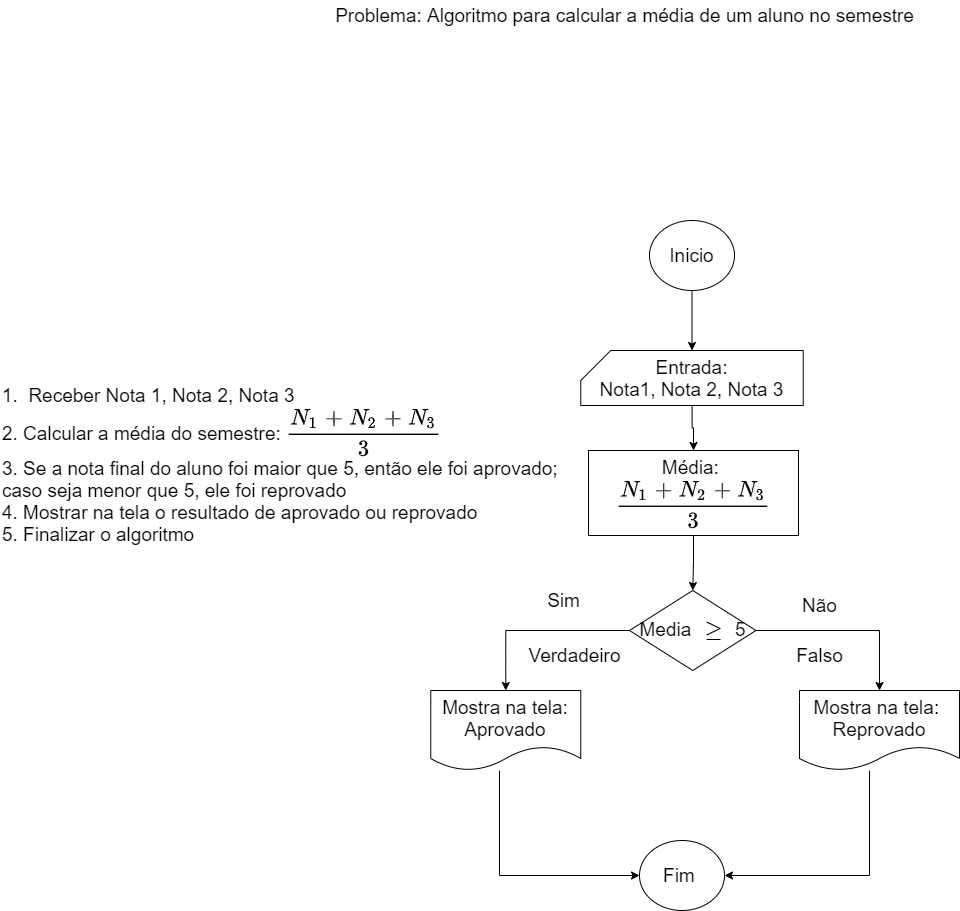 Problema: Algoritmo para calcular a média de um aluno no semestre
Inicio
Entrada:
Nota1, Nota 2, Nota 3
1. Receber Nota 1, Nota 2, Nota 3
2. Calcular a média do semestre: \frac{N_1 + N_2 + N_3}{3}
3. Se a nota final do aluno foi maior que 5, então ele foi aprovado;
caso seja menor que 5, ele foi reprovado
4. Mostrar na tela o resultado de aprovado ou reprovado
5. Finalizar o algoritmo
Média:
\frac{N_1 + N_2 + N_3}{3}
Sim
Não
Media ≥ 5
Verdadeiro
Falso
Mostra na tela:
Aprovado
Mostra na tela:
Reprovado
Fim